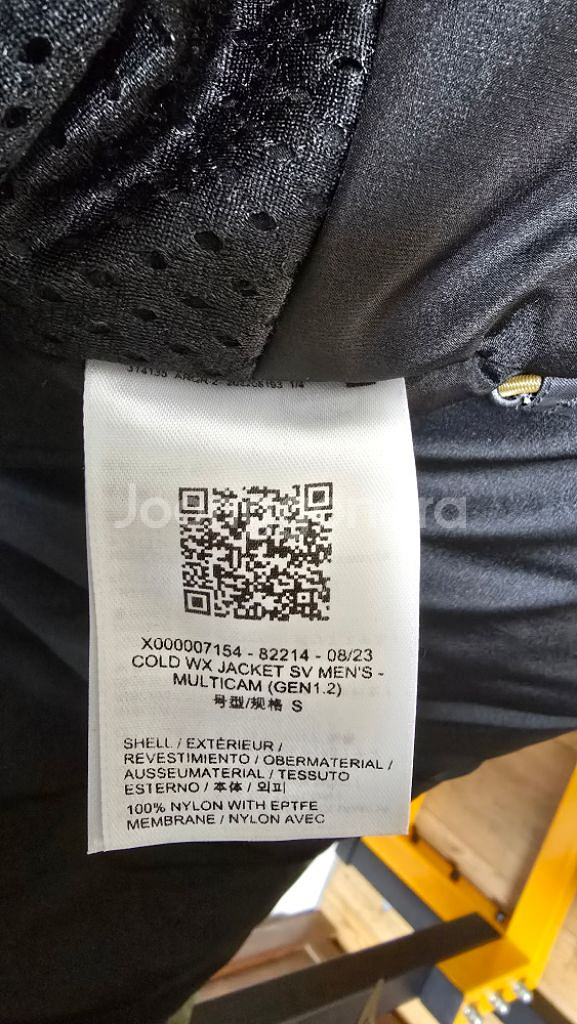 X000007154 - 82214 - 08/23
COLD WX JACKET SV MEN'S -
MULTICAM (GEN1.2)
号型/规格 S
SHELL / EXTÉRIEUR /
REVESTIMIENTO / OBERMATERIAL /
AUSSEUMATERIAL / TESSUTO
ESTERNO / 本体 / 외피
100% NYLON WITH EPTFE
MEMBRANE / NYLON AVEC